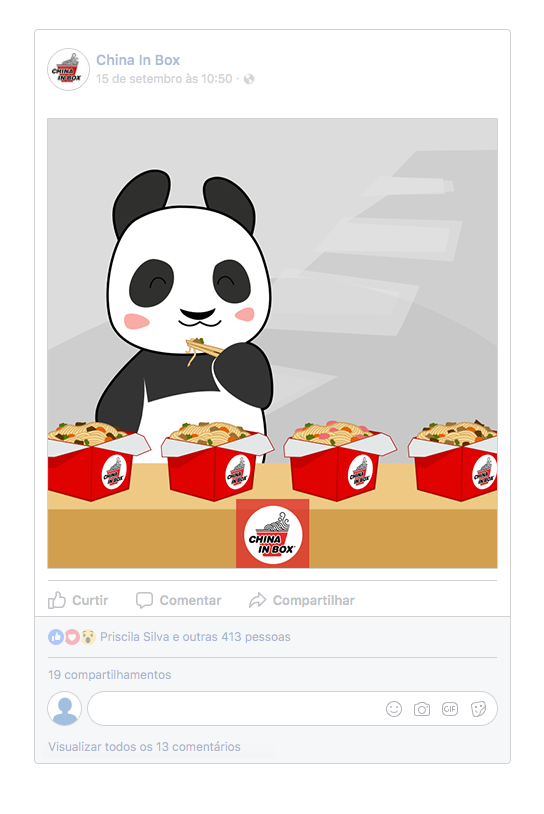 CHINA
IN BOX
China In Box
15 de setembro às 10:50
CHINA
IN BOX
CHINA
IN BOX
CHINA
IN BOX
CHINA
IN BOX
CHINA
IN BOX
Curtir
Comentar
Compartilhar
Priscila Silva e outras 413 pessoas
19 compartilhamentos
GIF
Visualizar todos os 13 comentários